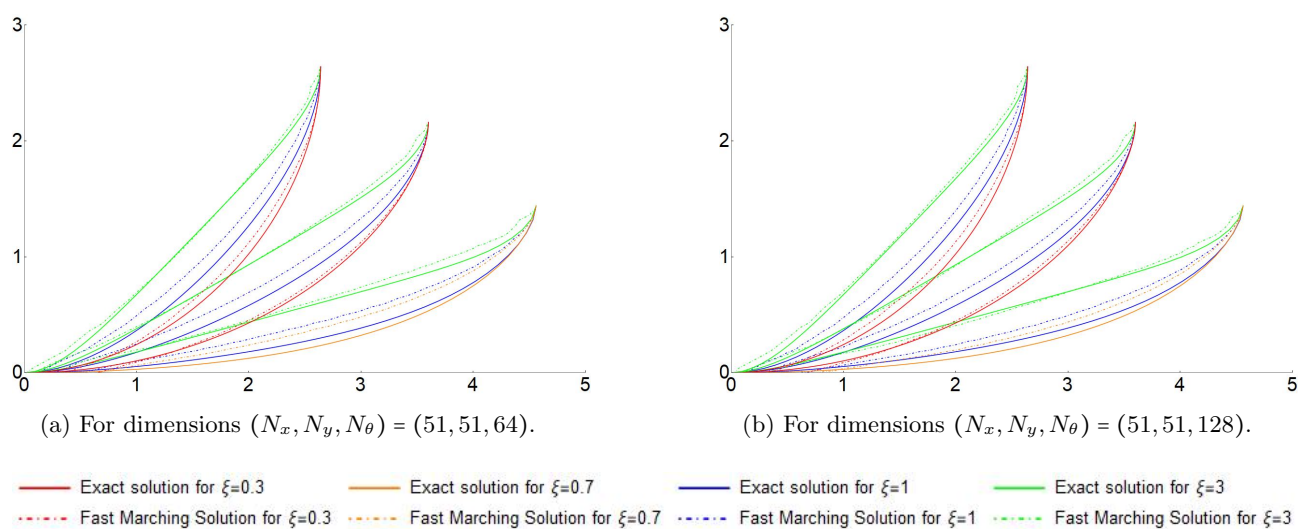 3
2
1
0
0 1 2 3 4 5
3
2
1
0
0 1 2 3 4 5
(a) For dimensions (Nx, Ny, Nθ) = (51, 51, 64).
(b) For dimensions (Nx, Ny, Nθ) = (51, 51, 128).
Exact solution for ξ=0.3
Exact solution for ξ=0.7
Exact solution for ξ=1
Exact solution for ξ=3
Fast Marching Solution for ξ=0.3
Fast Marching Solution for ξ=0.7
Fast Marching Solution for ξ=1
Fast Marching Solution for ξ=3